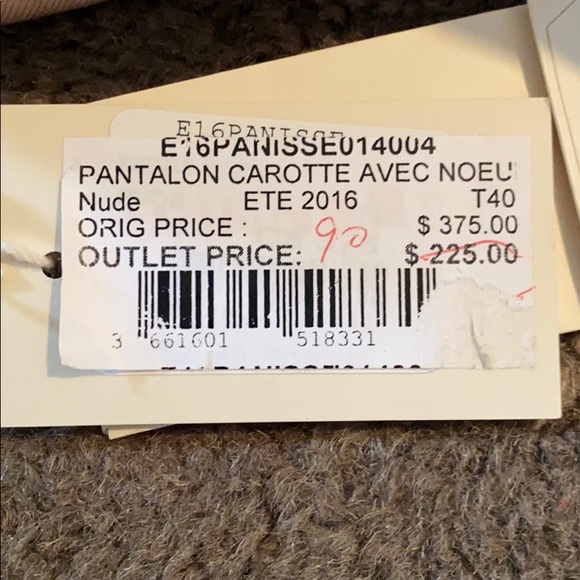 E16PANISSE
E16PANISSE014004
PANTALON CAROTTE AVEC NOEU
Nude ETE 2016 T40
ORIG PRICE : $ 375.00
OUTLET PRICE: 90 $ 225.00
3 661601 518331